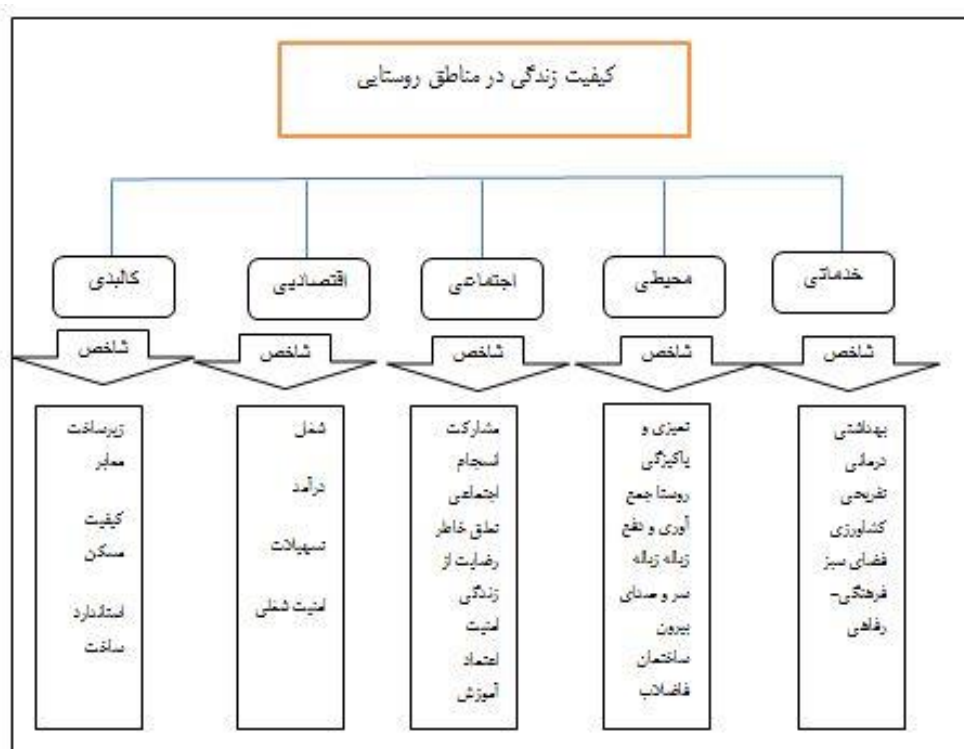 کیفیت زندگی در مناطق روستایی
خدماتی
محیطی
اجتماعی
اقتصادیی
کالبدی
شاخص
شاخص
شاخص
شاخص
شاخص
بهداشتی
درمانی
تفریحی
کشاورزی
فضای سبز
فرهنگی-
رفاهی
تمیزی و
پاکیزگی
روستا جمع
آوری و دفع
زباله زباله
سر و صدای
بیرون
ساختمان
فاضلاب
مشارکت
انسجام
اجتماعی
تعلق خاطر
رضایت از
زندگی
امنیت
اعتماد
آموزش
شغل
درآمد
تسهیلات
امنیت شغلی
زیرساخت
معابر
کیفیت
مسکن
استاندارد
ساخت